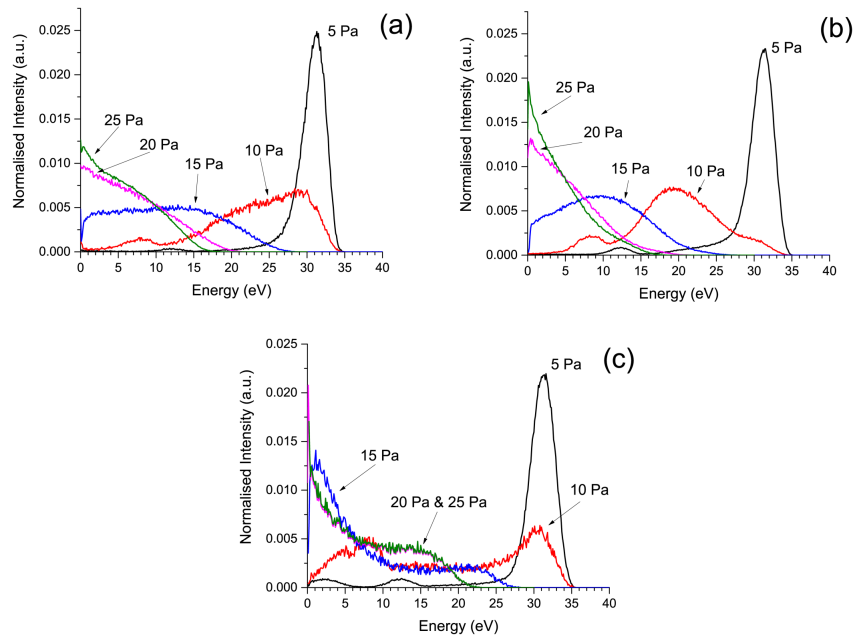 (a)
5 Pa
25 Pa
20 Pa
15 Pa
10 Pa
Normalised Intensity (a.u.)
0.025
0.020
0.015
0.010
0.005
0.000
0 5 10 15 20 25 30 35 40
Energy (eV)
(b)
5 Pa
25 Pa
20 Pa
15 Pa
10 Pa
Normalised Intensity (a.u.)
0.025
0.020
0.015
0.010
0.005
0.000
0 5 10 15 20 25 30 35 40
Energy (eV)
(c)
5 Pa
15 Pa
20 Pa & 25 Pa
10 Pa
Normalised Intensity (a.u.)
0.025
0.020
0.015
0.010
0.005
0.000
0 5 10 15 20 25 30 35 40
Energy (eV)